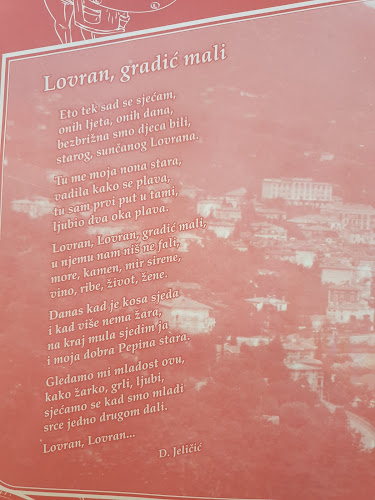 Lovran, gradić mali
Eto tek sad se sjećam,
onih ljeta, onih dana,
bezbrižna smo djeca bili,
starog, sunčanog Lovrana.
Tu me moja nona stara,
vadila kako se pliva,
tu sam prvi put u tami,
ljubio dva oka plava.
Lovran, Lovran, gradić mali,
u njemu nam niš ne fali,
more, kamen, mir sirene,
vino, ribe, život, žene.
Danas kad je kosa sjeda
i kad više nema žara,
na kraj mula sjedim ja
i moja dobra Pepina stara.
Gledamo mi mladost ovu,
kako žarko, grli, ljubi,
sjećamo se kad smo mladi
srce jedno drugom dali.
Lovran, Lovran...
D. Jeličić